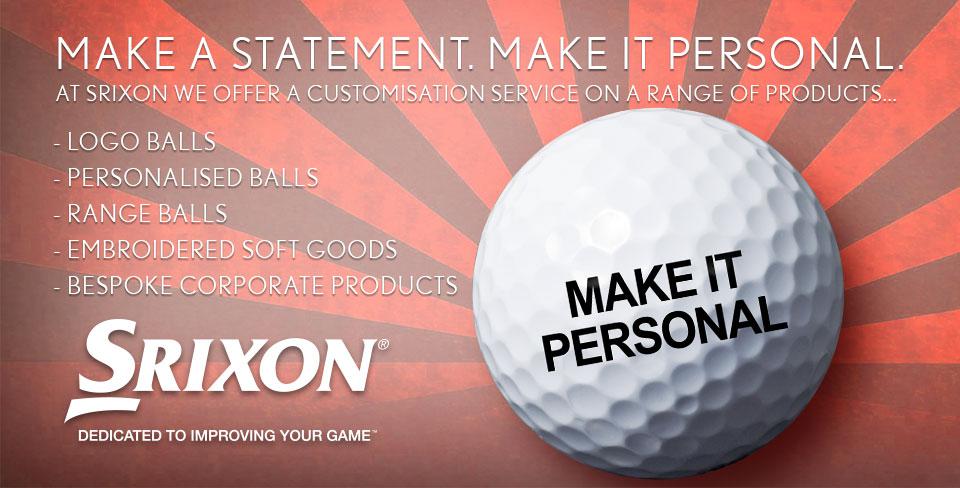 MAKE A STATEMENT. MAKE IT PERSONAL.
AT SRIXON WE OFFER A CUSTOMISATION SERVICE ON A RANGE OF PRODUCTS...
- LOGO BALLS
- PERSONALISED BALLS
- RANGE BALLS
- EMBROIDERED SOFT GOODS
- BESPOKE CORPORATE PRODUCTS
MAKE IT
PERSONAL
SRIXON®
DEDICATED TO IMPROVING YOUR GAME™